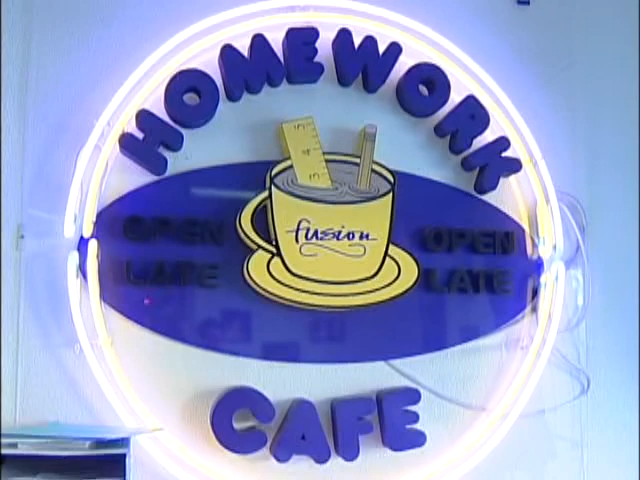 HOMEWORK
fusion
OPEN
LATE
OPEN
LATE
CAFE